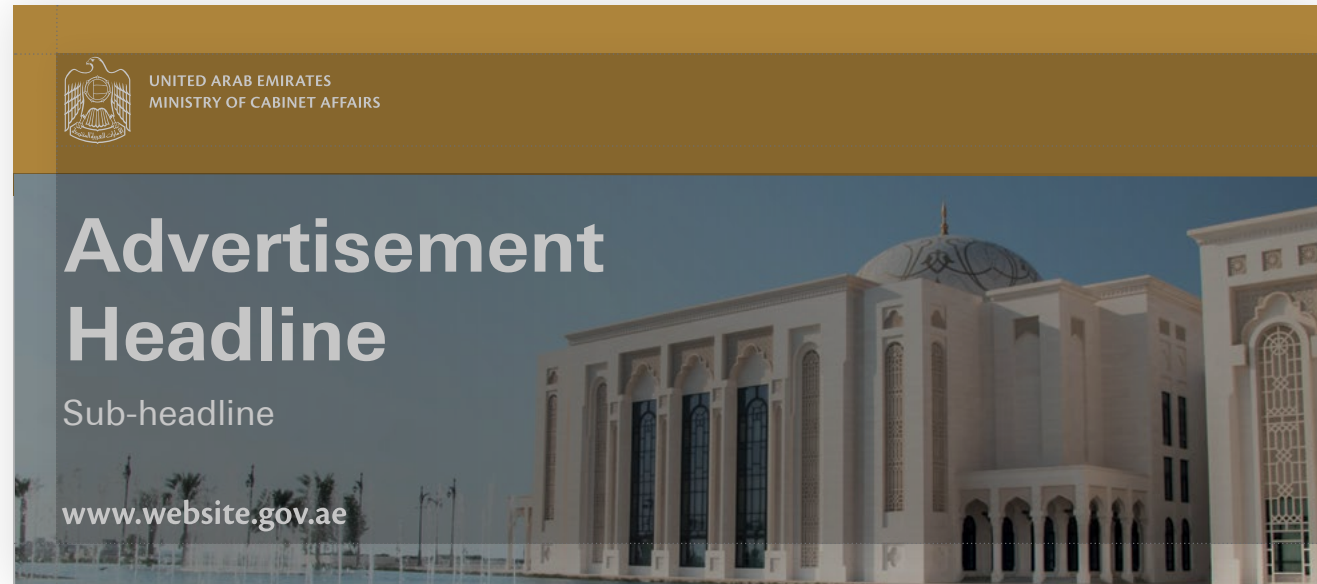 UNITED ARAB EMIRATES
MINISTRY OF CABINET AFFAIRS
Advertisement
Headline
Sub-headline
www.website.gov.ae